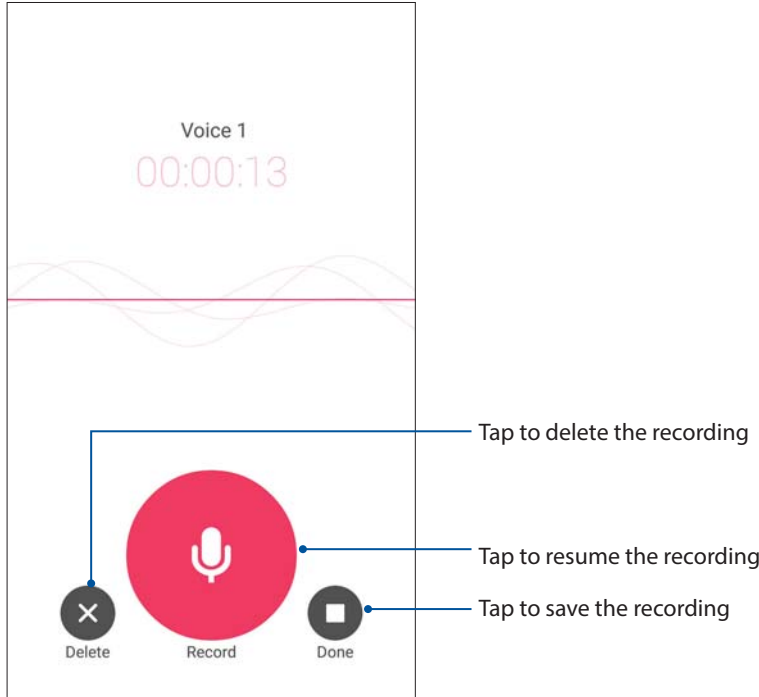 Voice 1
00:00:13
Tap to delete the recording
Tap to resume the recording
Tap to save the recording
Delete
Record
Done